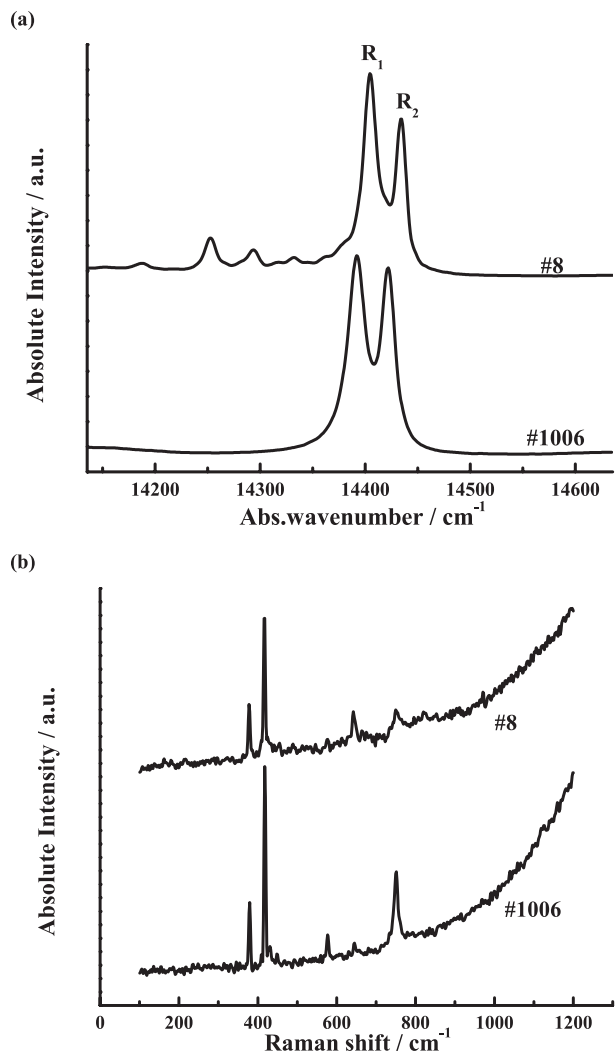 (a)
R1
R2
#8
#1006
Absolute Intensity / a.u.
14200 14300 14400 14500 14600
Abs.wavenumber / cm-1
(b)
#8
#1006
Absolute Intensity / a.u.
0 200 400 600 800 1000 1200
Raman shift / cm-1